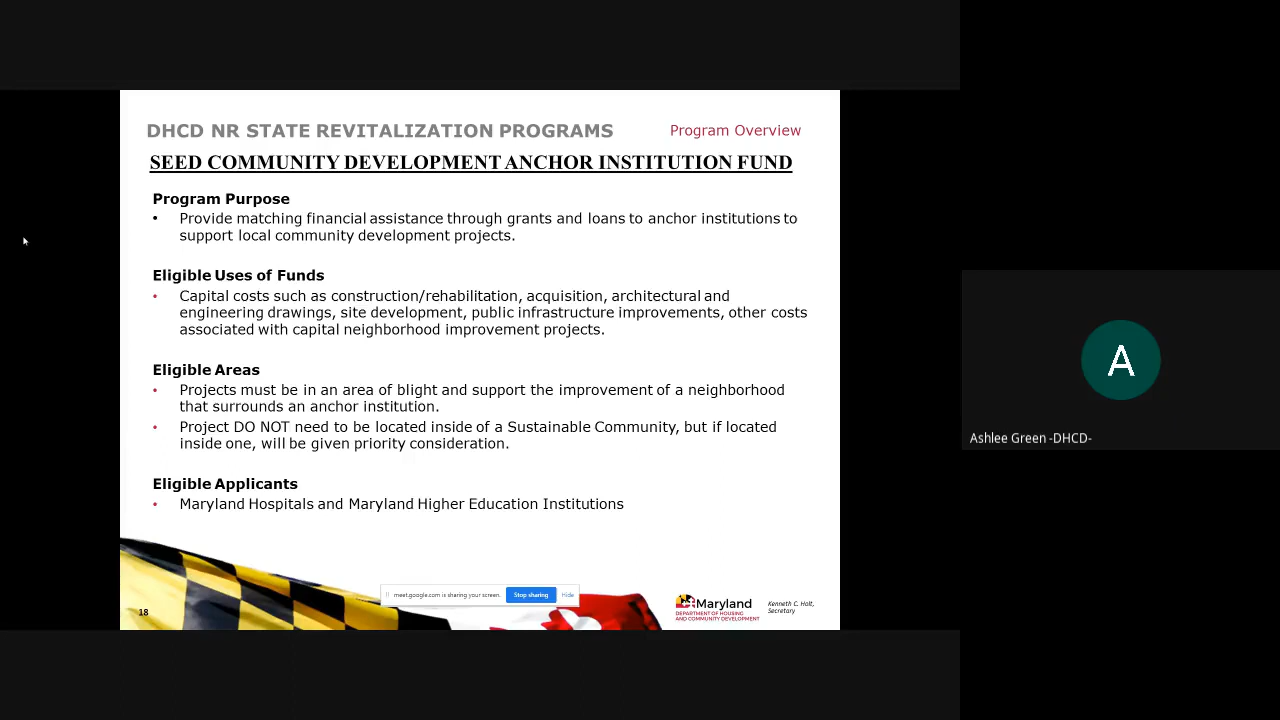 DHCD NR STATE REVITALIZATION PROGRAMS
Program Overview
SEED COMMUNITY DEVELOPMENT ANCHOR INSTITUTION FUND
Program Purpose
• Provide matching financial assistance through grants and loans to anchor institutions to
support local community development projects.
Eligible Uses of Funds
• Capital costs such as construction/rehabilitation, acquisition, architectural and
engineering drawings, site development, public infrastructure improvements, other costs
associated with capital neighborhood improvement projects.
Eligible Areas
• Projects must be in an area of blight and support the improvement of a neighborhood
that surrounds an anchor institution.
• Project DO NOT need to be located inside of a Sustainable Community, but if located
inside one, will be given priority consideration.
Eligible Applicants
• Maryland Hospitals and Maryland Higher Education Institutions
meet.google.com is sharing your screen. Stop sharing Hide
18
Maryland
DEPARTMENT OF HOUSING
AND COMMUNITY DEVELOPMENT
Kenneth C. Holt,
Secretary
A
Ashlee Green -DHCD-